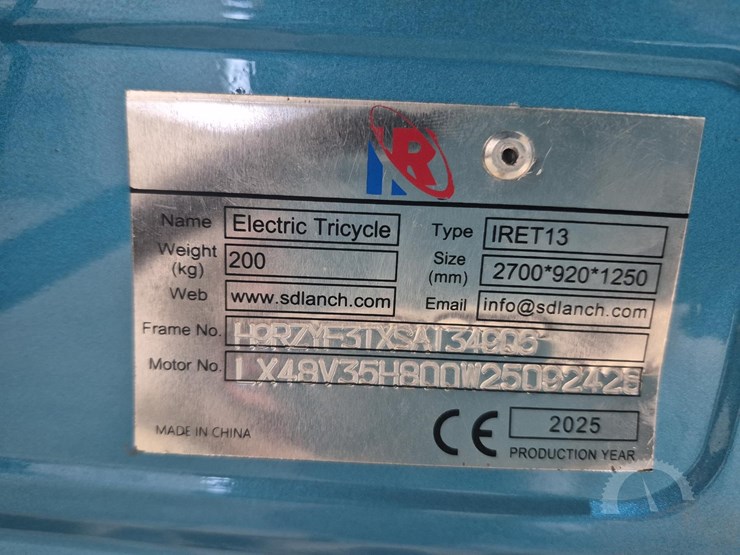 Name Electric Tricycle Type IRET13
Weight (kg) 200 Size (mm) 2700*920*1250
Web www.sdlanch.com Email info@sdlanch.com
Frame No.
Motor No. LX48V35H800W25092426
MADE IN CHINA CE 2025
PRODUCTION YEAR